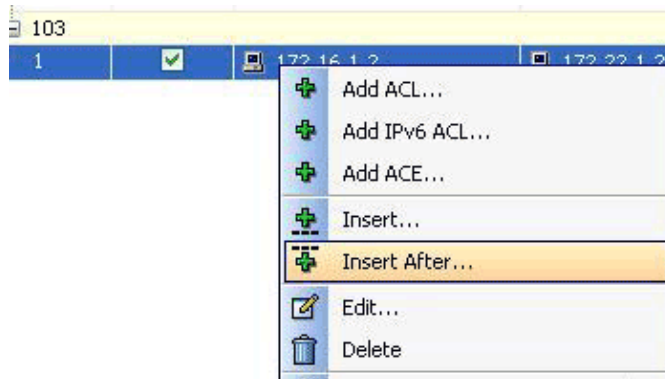 103
1 172.16.1.2 172.22.1.2
Add ACL...
Add IPv6 ACL...
Add ACE...
Insert...
Insert After...
Edit...
Delete